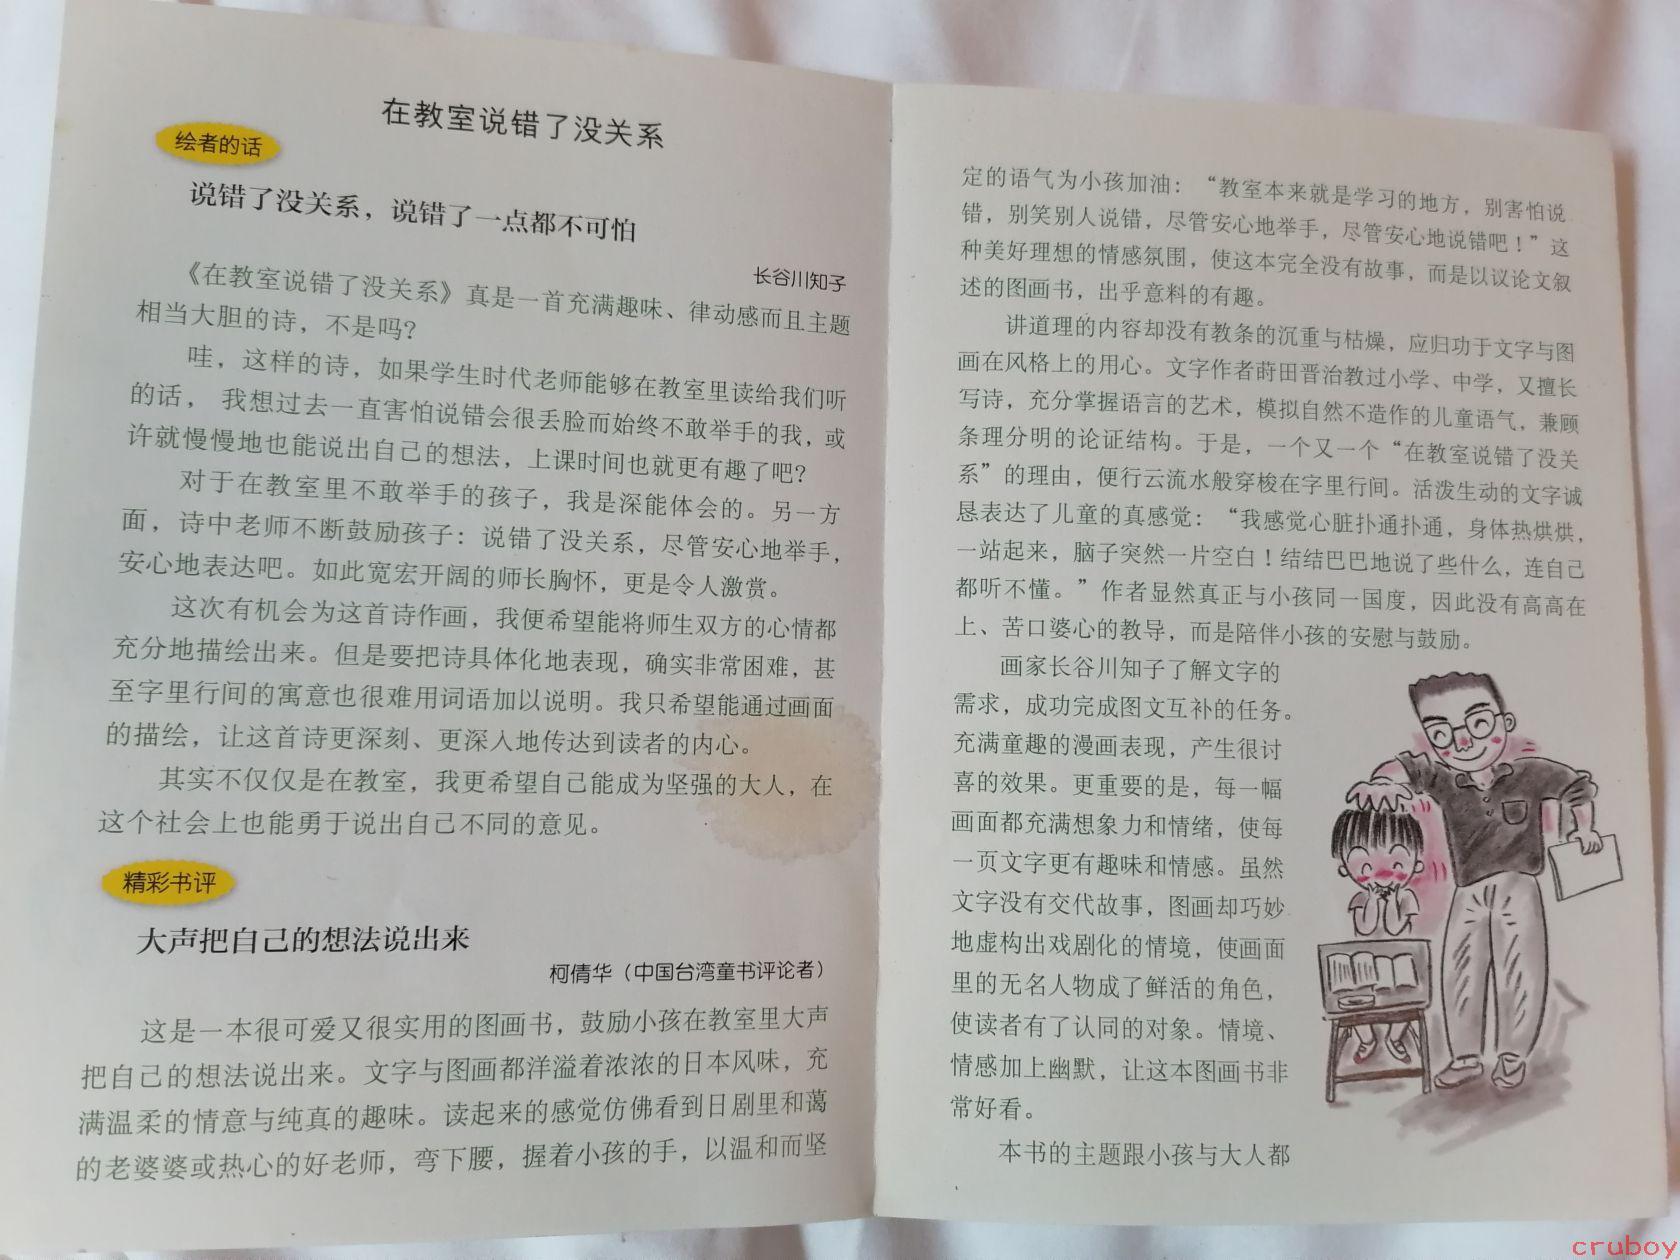 在教室说错了没关系
绘者的话
说错了没关系，说错了一点都不可怕
长谷川知子
《在教室说错了没关系》真是一首充满趣味、律动感而且主题
相当大胆的诗，不是吗？
哇，这样的诗，如果学生时代老师能够在教室里读给我们听
的话， 我想过去一直害怕说错会很丢脸而始终不敢举手的我，或
许就慢慢地也能说出自己的想法，上课时间也就更有趣了吧？
对于在教室里不敢举手的孩子，我是深能体会的。另一方
面，诗中老师不断鼓励孩子：说错了没关系，尽管安心地举手，
安心地表达吧。如此宽宏开阔的师长胸怀，更是令人激赏。
这次有机会为这首诗作画，我便希望能将师生双方的心情都
充分地描绘出来。但是要把诗具体化地表现，确实非常困难，甚
至字里行间的寓意也很难用词语加以说明。我只希望能通过画面
的描绘，让这首诗更深刻、更深入地传达到读者的内心。
其实不仅仅是在教室，我更希望自己能成为坚强的大人，在
这个社会上也能勇于说出自己不同的意见。
精彩书评
大声把自己的想法说出来
柯倩华（中国台湾童书评论者）
这是一本很可爱又很实用的图画书，鼓励小孩在教室里大声
把自己的想法说出来。文字与图画都洋溢着浓浓的日本风味，充
满温柔的情意与纯真的趣味。读起来的感觉仿佛看到日剧里和蔼
的老婆婆或热心的好老师，弯下腰，握着小孩的手，以温和而坚
定的语气为小孩加油：“教室本来就是学习的地方，别害怕说
错，别笑别人说错，尽管安心地举手，尽管安心地说错吧！”这
种美好理想的情感氛围，使这本完全没有故事，而是以议论文叙
述的图画书，出乎意料的有趣。
讲道理的内容却没有教条的沉重与枯燥，应归功于文字与图
画在风格上的用心。文字作者莳田晋治教过小学、中学，又擅长
写诗，充分掌握语言的艺术，模拟自然不造作的儿童语气，兼顾
条理分明的论证结构。于是，一个又一个“在教室说错了没关
系”的理由，便行云流水般穿梭在字里行间。活泼生动的文字诚
恳表达了儿童的真感觉：“我感觉心脏扑通扑通，身体热烘烘，
一站起来，脑子突然一片空白！结结巴巴地说了些什么，连自己
都听不懂。”作者显然真正与小孩同一国度，因此没有高高在
上、苦口婆心的教导，而是陪伴小孩的安慰与鼓励。
画家长谷川知子了解文字的
需求，成功完成图文互补的任务。
充满童趣的漫画表现，产生很讨
喜的效果。更重要的是，每一幅
画面都充满想象力和情绪，使每
一页文字更有趣味和情感。虽然
文字没有交代故事，图画却巧妙
地虚构出戏剧化的情境，使画面
里的无名人物成了鲜活的角色，
使读者有了认同的对象。情境、
情感加上幽默，让这本图画书非
常好看。
本书的主题跟小孩与大人都
cruboy